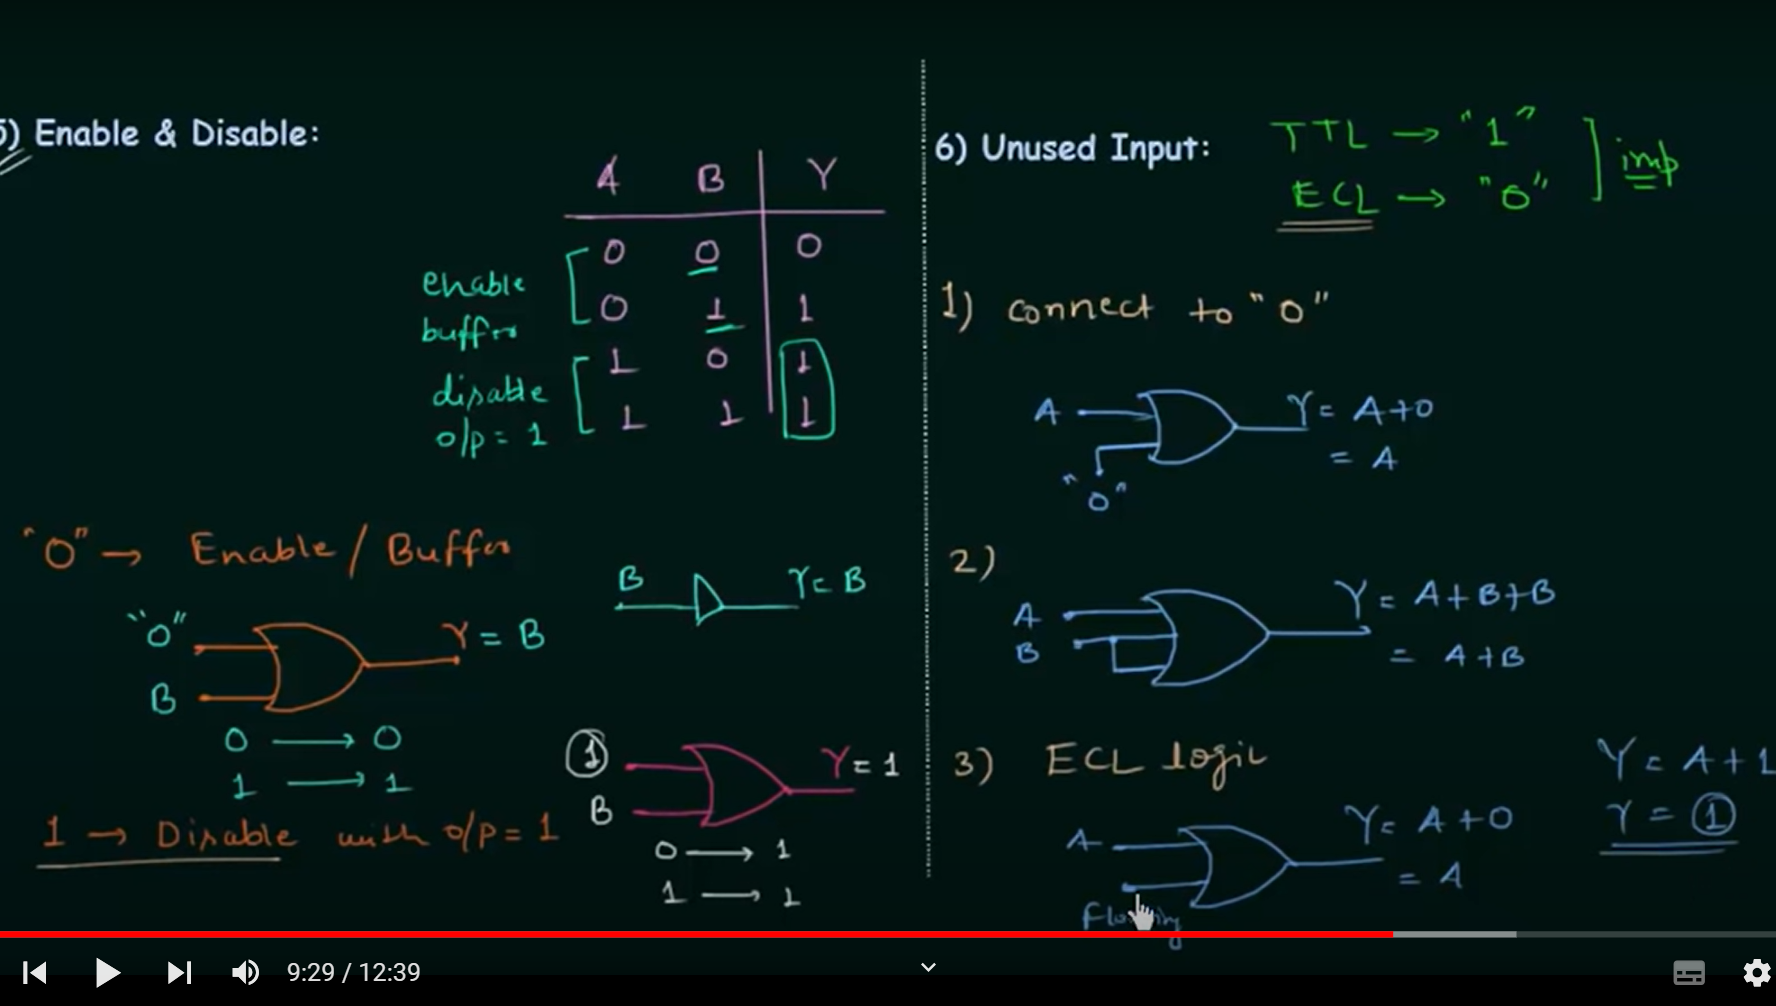 5) Enable & Disable:
A B Y
0 0 0
0 1 1
1 0 1
1 1 1
enable
buffer
disable
o/p = 1
"0" → Enable / Buffer
"0"
B
Y = B
0 → 0
1 → 1
B Y = B
1 → Disable with o/p = 1
1
B
Y = 1
0 → 1
1 → 1
6) Unused Input:
TTL → "1"
ECL → "0"
imp
1) connect to "0"
A
"0"
Y = A+0
= A
2)
A
B
Y = A+B+B
= A+B
3) ECL logic
A
Floating
Y = A+0
= A
Y = A+1
Y = 1
9:29 / 12:39